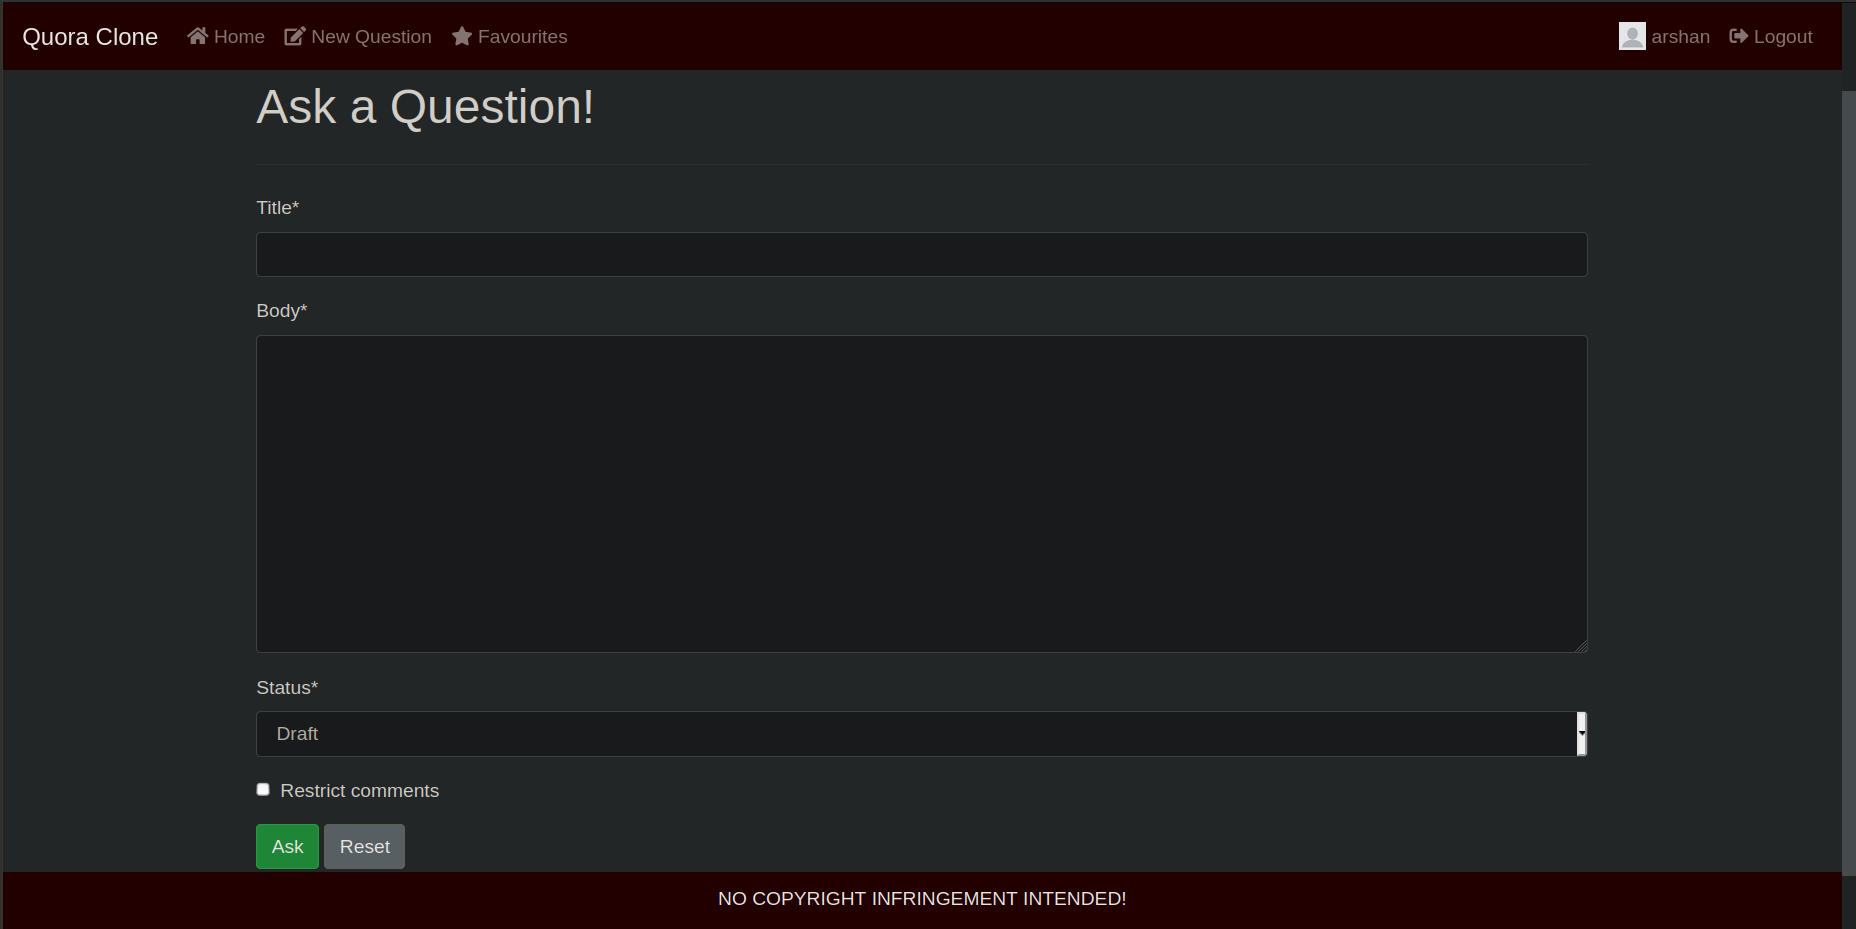 Quora Clone Home New Question Favourites arshan Logout
Ask a Question!
Title*
Body*
Status*
Draft
Restrict comments
Ask Reset
NO COPYRIGHT INFRINGEMENT INTENDED!